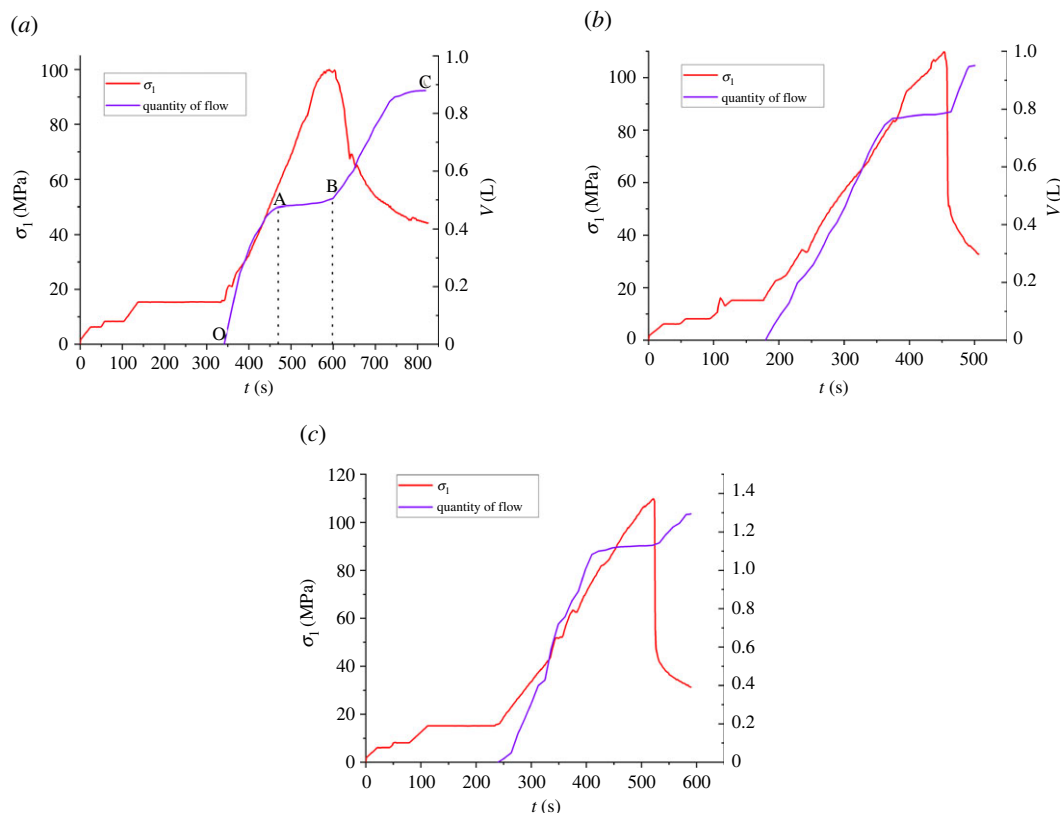 (a)
σ1
quantity of flow
100
80
60
40
20
0
σ1 (MPa)
1.0
0.8
0.6
0.4
0.2
0
V (L)
O
A
B
C
0 100 200 300 400 500 600 700 800
t (s)
(b)
σ1
quantity of flow
100
80
60
40
20
0
σ1 (MPa)
1.0
0.8
0.6
0.4
0.2
0
V (L)
0 100 200 300 400 500
t (s)
(c)
σ1
quantity of flow
120
100
80
60
40
20
0
σ1 (MPa)
1.4
1.2
1.0
0.8
0.6
0.4
0.2
0
0 100 200 300 400 500 600
t (s)